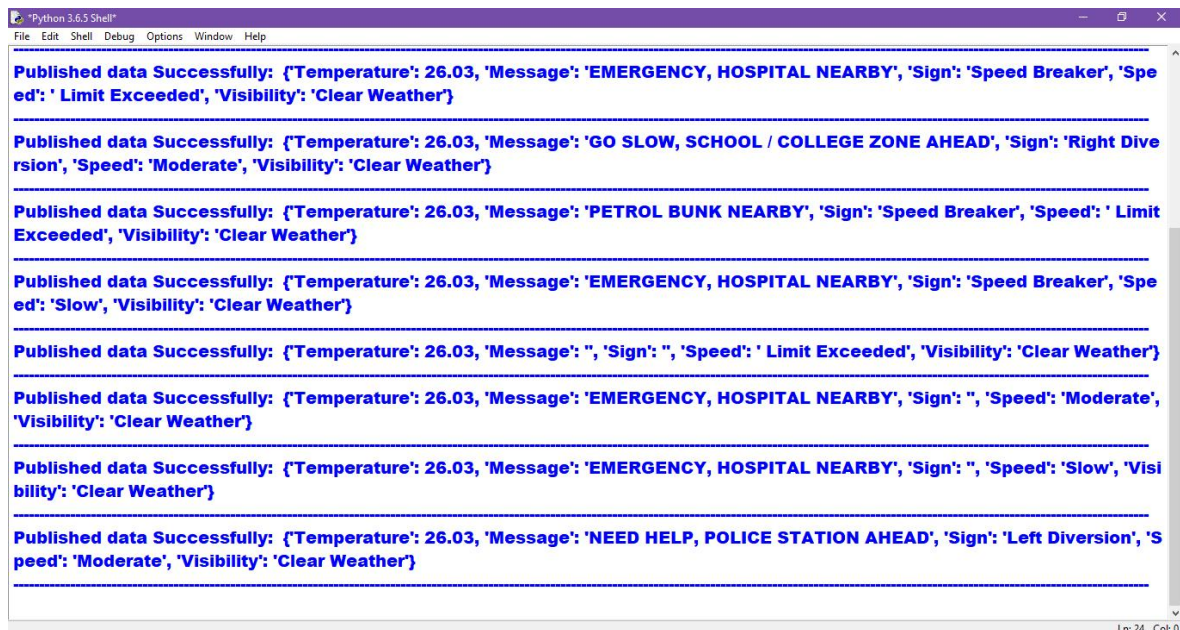 *Python 3.6.5 Shell*
File Edit Shell Debug Options Window Help
Published data Successfully: {'Temperature': 26.03, 'Message': 'EMERGENCY, HOSPITAL NEARBY', 'Sign': 'Speed Breaker', 'Spe
ed': ' Limit Exceeded', 'Visibility': 'Clear Weather'}
Published data Successfully: {'Temperature': 26.03, 'Message': 'GO SLOW, SCHOOL / COLLEGE ZONE AHEAD', 'Sign': 'Right Dive
rsion', 'Speed': 'Moderate', 'Visibility': 'Clear Weather'}
Published data Successfully: {'Temperature': 26.03, 'Message': 'PETROL BUNK NEARBY', 'Sign': 'Speed Breaker', 'Speed': ' Limit
Exceeded', 'Visibility': 'Clear Weather'}
Published data Successfully: {'Temperature': 26.03, 'Message': 'EMERGENCY, HOSPITAL NEARBY', 'Sign': 'Speed Breaker', 'Spe
ed': 'Slow', 'Visibility': 'Clear Weather'}
Published data Successfully: {'Temperature': 26.03, 'Message': '', 'Sign': '', 'Speed': ' Limit Exceeded', 'Visibility': 'Clear Weather'}
Published data Successfully: {'Temperature': 26.03, 'Message': 'EMERGENCY, HOSPITAL NEARBY', 'Sign': '', 'Speed': 'Moderate',
'Visibility': 'Clear Weather'}
Published data Successfully: {'Temperature': 26.03, 'Message': 'EMERGENCY, HOSPITAL NEARBY', 'Sign': '', 'Speed': 'Slow', 'Visi
bility': 'Clear Weather'}
Published data Successfully: {'Temperature': 26.03, 'Message': 'NEED HELP, POLICE STATION AHEAD', 'Sign': 'Left Diversion', 'S
peed': 'Moderate', 'Visibility': 'Clear Weather'}
Ln: 24 Col: 0